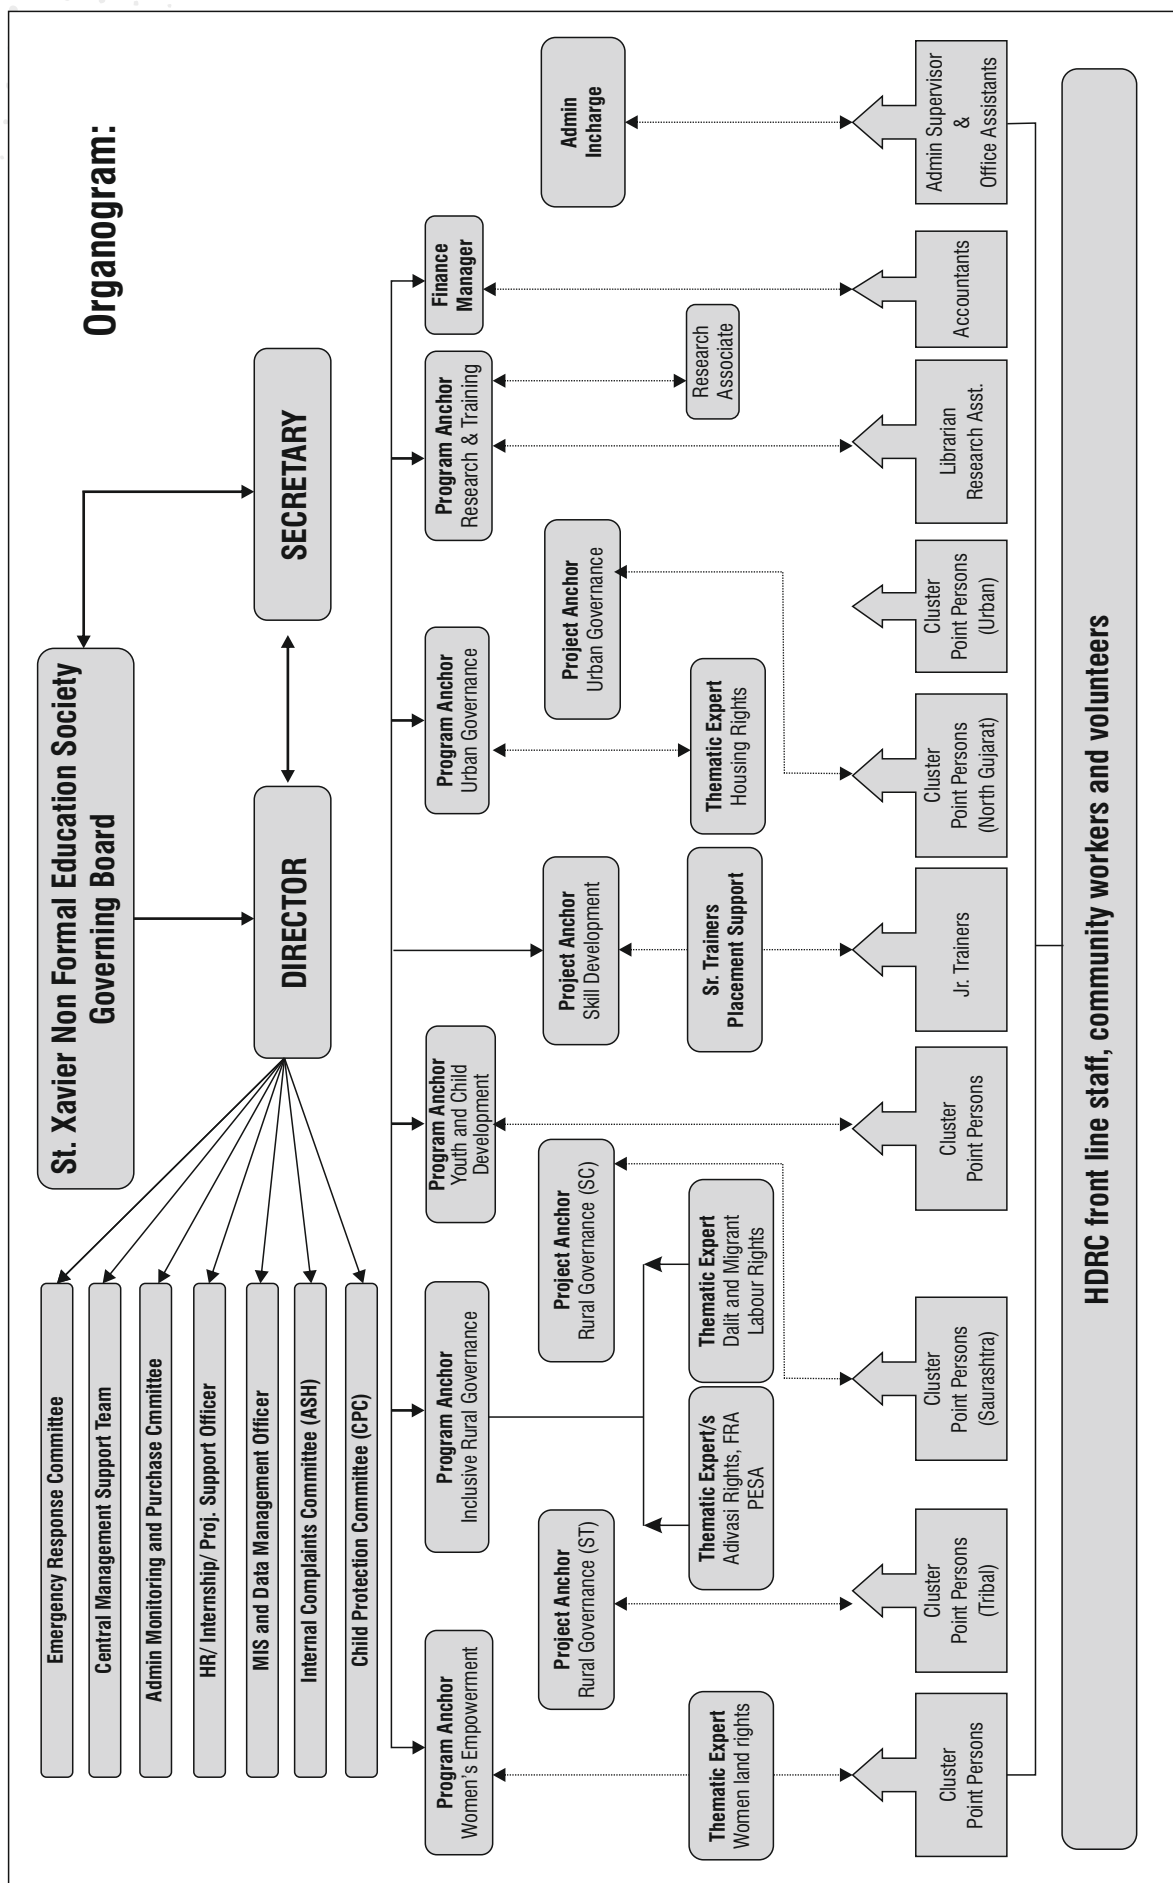 Organogram:
St. Xavier Non Formal Education Society
Governing Board
DIRECTOR
SECRETARY
Emergency Response Committee
Central Management Support Team
Admin Monitoring and Purchase Cmmittee
HR/ Internship/ Proj. Support Officer
MIS and Data Management Officer
Internal Complaints Committee (ASH)
Child Protection Committee (CPC)
Program Anchor
Women's Empowerment
Program Anchor
Inclusive Rural Governance
Program Anchor
Youth and Child
Development
Program Anchor
Urban Governance
Program Anchor
Research & Training
Finance
Manager
Project Anchor
Rural Governance (ST)
Project Anchor
Rural Governance (SC)
Project Anchor
Skill Development
Project Anchor
Urban Governance
Admin
Incharge
Thematic Expert
Women land rights
Thematic Expert/s
Adivasi Rights, FRA
PESA
Thematic Expert
Dalit and Migrant
Labour Rights
Sr. Trainers
Placement Support
Thematic Expert
Housing Rights
Research
Associate
Cluster
Point Persons
Cluster
Point Persons
(Tribal)
Cluster
Point Persons
(Saurashtra)
Cluster
Point Persons
Jr. Trainers
Cluster
Point Persons
(North Gujarat)
Cluster
Point Persons
(Urban)
Librarian
Research Asst.
Accountants
Admin Supervisor
&
Office Assistants
HDRC front line staff, community workers and volunteers